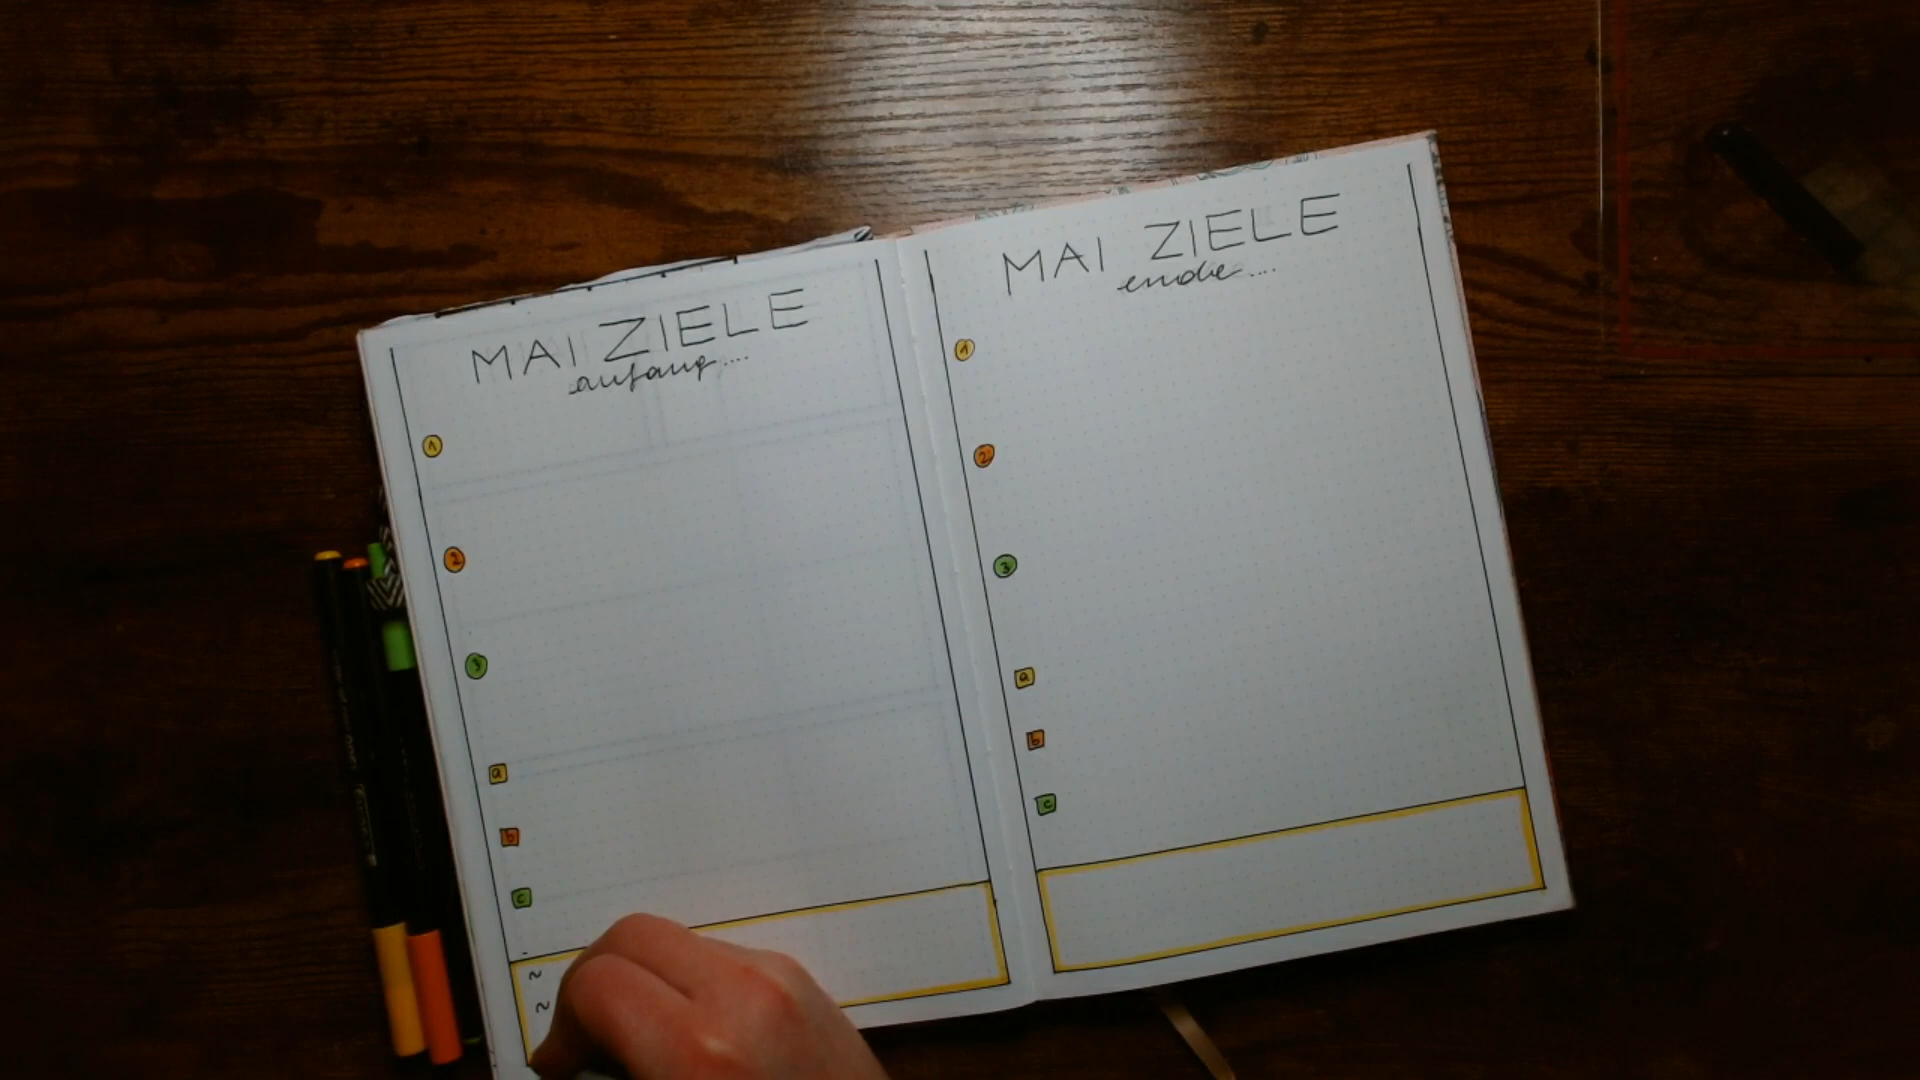 MAI ZIELE
anfang....
1
2
3
a
b
c
~
~
MAI ZIELE
ende....
1
2
3
a
b
c